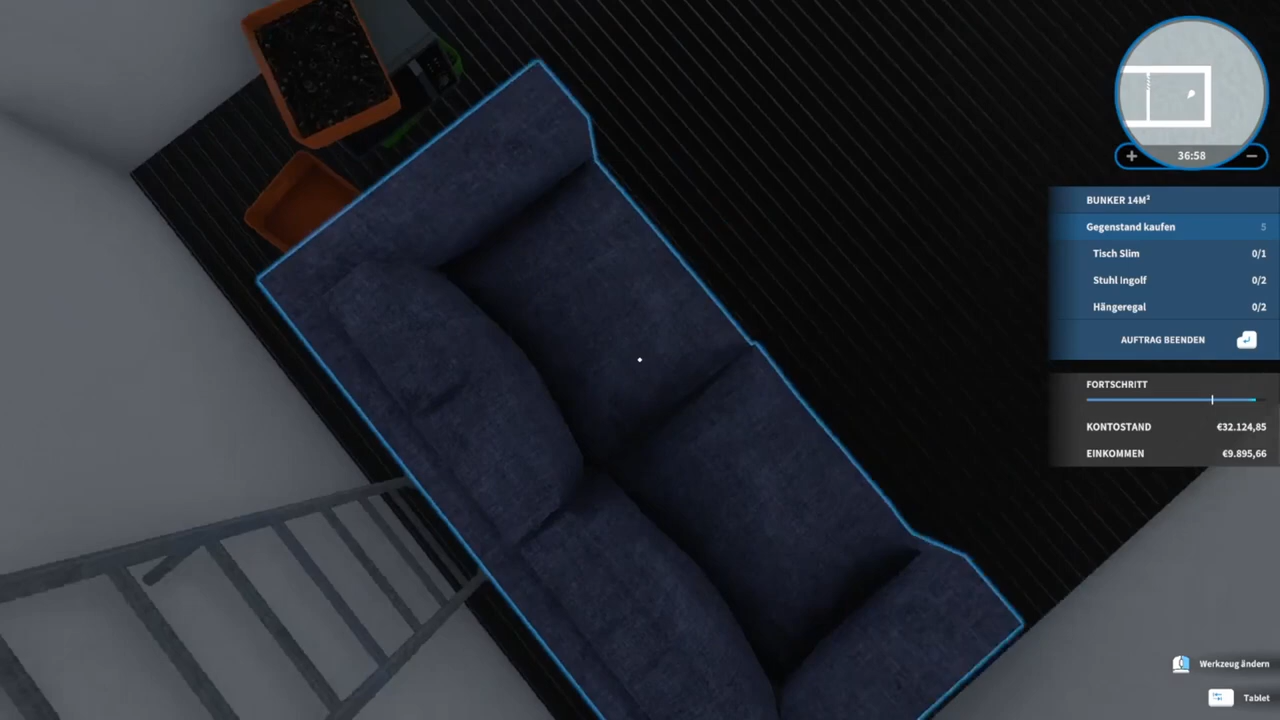 36:58
BUNKER 14M²
Gegenstand kaufen 5
Tisch Slim 0/1
Stuhl Ingolf 0/2
Hängeregal 0/2
AUFTRAG BEENDEN
FORTSCHRITT
KONTOSTAND €32.124,85
EINKOMMEN €9.895,66
Werkzeug ändern
Tablet